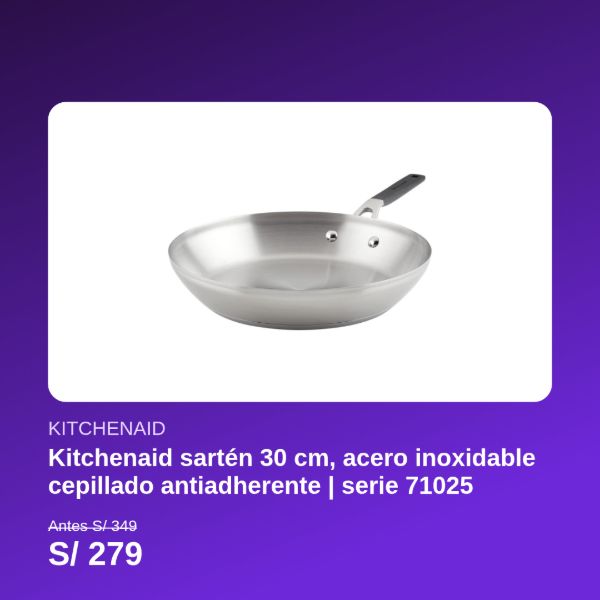 KITCHENAID
Kitchenaid sartén 30 cm, acero inoxidable
cepillado antiadherente | serie 71025
Antes S/ 349
S/ 279